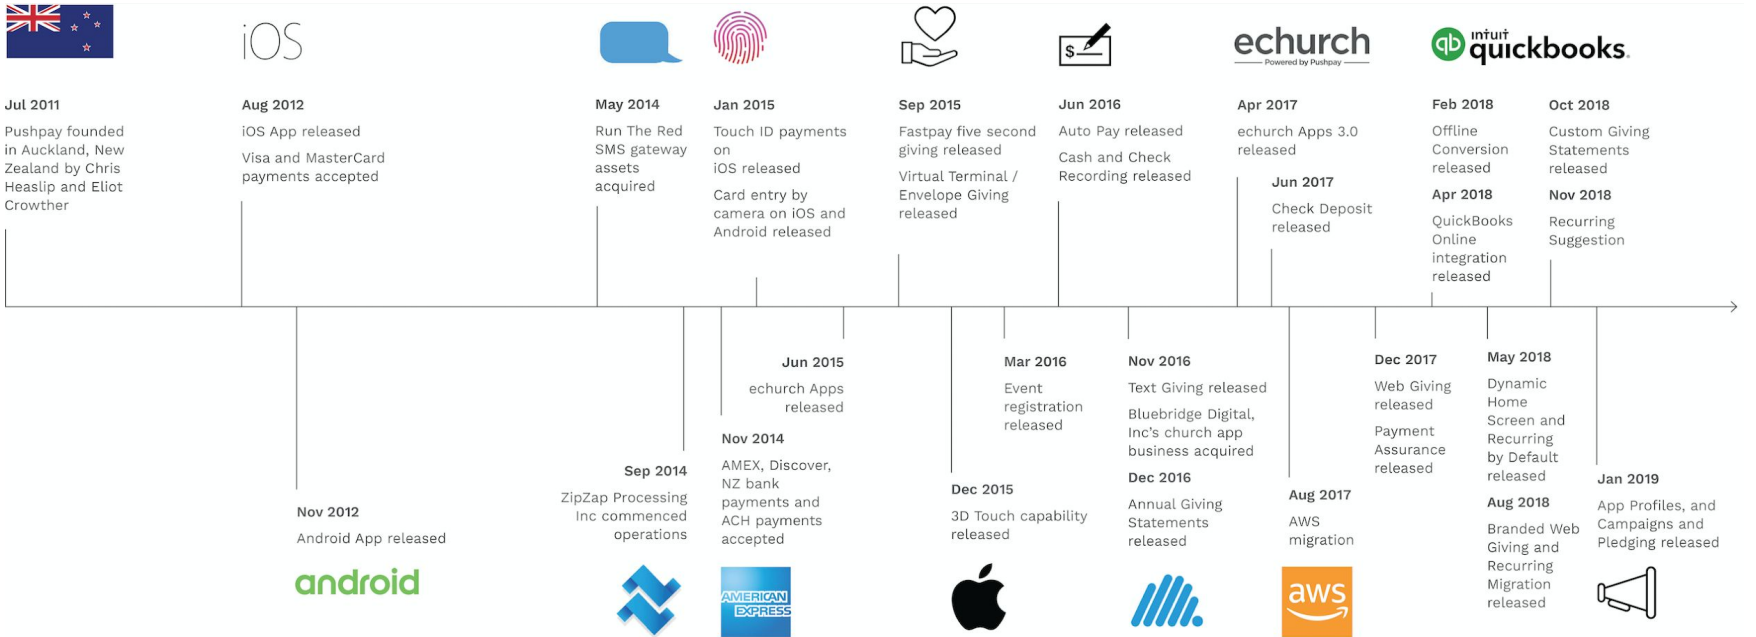 iOS
echurch
Powered by Pushpay
qb
intuit
quickbooks.
Jul 2011
Pushpay founded
in Auckland, New
Zealand by Chris
Heaslip and Eliot
Crowther
Aug 2012
iOS App released
Visa and MasterCard
payments accepted
May 2014
Run The Red
SMS gateway
assets
acquired
Jan 2015
Touch ID payments
on
iOS released
Card entry by
camera on iOS and
Android released
Sep 2015
Fastpay five second
giving released
Virtual Terminal /
Envelope Giving
released
$
Jun 2016
Auto Pay released
Cash and Check
Recording released
Apr 2017
echurch Apps 3.0
released
Jun 2017
Check Deposit
released
Feb 2018
Offline
Conversion
released
Apr 2018
QuickBooks
Online
integration
released
Oct 2018
Custom Giving
Statements
released
Nov 2018
Recurring
Suggestion
Nov 2012
Android App released
android
Sep 2014
ZipZap Processing
Inc commenced
operations
Nov 2014
AMEX, Discover,
NZ bank
payments and
ACH payments
accepted
AMERICAN
EXPRESS
Jun 2015
echurch Apps
released
Dec 2015
3D Touch capability
released
Mar 2016
Event
registration
released
Nov 2016
Text Giving released
Bluebridge Digital,
Inc's church app
business acquired
Dec 2016
Annual Giving
Statements
released
Aug 2017
AWS
migration
aws
Dec 2017
Web Giving
released
Payment
Assurance
released
May 2018
Dynamic
Home
Screen and
Recurring
by Default
released
Aug 2018
Branded Web
Giving and
Recurring
Migration
released
Jan 2019
App Profiles, and
Campaigns and
Pledging released